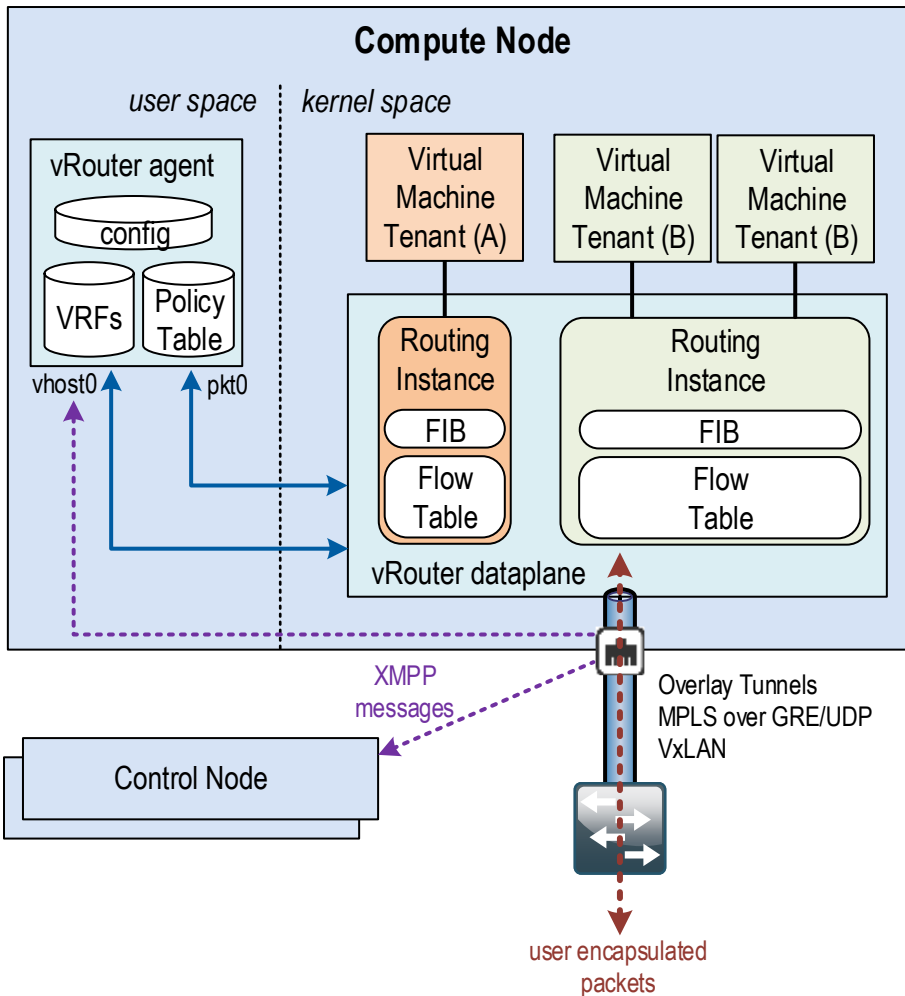 Compute Node
user space
kernel space
vRouter agent
config
VRFs
Policy
Table
vhost0
pkt0
Virtual
Machine
Tenant (A)
Virtual
Machine
Tenant (B)
Virtual
Machine
Tenant (B)
Routing
Instance
FIB
Flow
Table
Routing
Instance
FIB
Flow
Table
vRouter dataplane
XMPP
messages
Overlay Tunnels
MPLS over GRE/UDP
VxLAN
Control Node
user encapsulated
packets